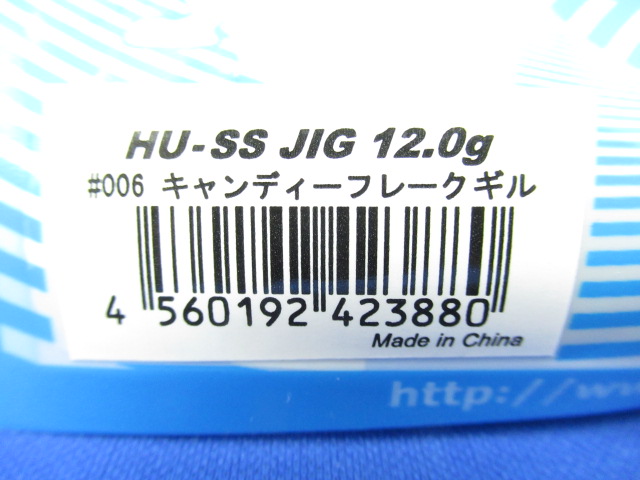 HU-SS JIG 12.0g
#006 キャンディーフレークギル
4 560192 423880
Made in China
http://w